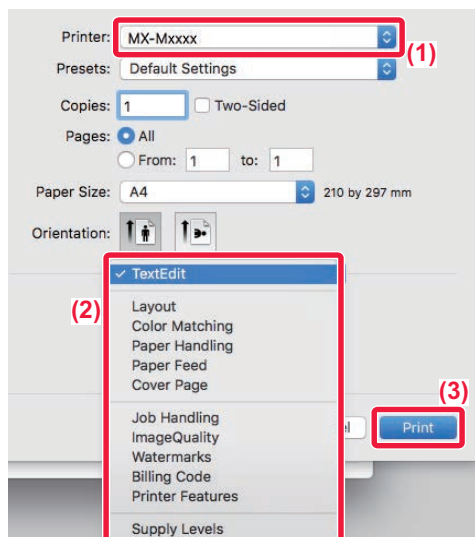 Printer: MX-Mxxxx
(1)
Presets: Default Settings
Copies: 1 Two-Sided
Pages: All
From: 1 to: 1
Paper Size: A4 210 by 297 mm
Orientation:
✓ TextEdit
(2)
Layout
Color Matching
Paper Handling
Paper Feed
Cover Page
(3)
Job Handling
ImageQuality
Watermarks
Billing Code
Printer Features
Print
Supply Levels